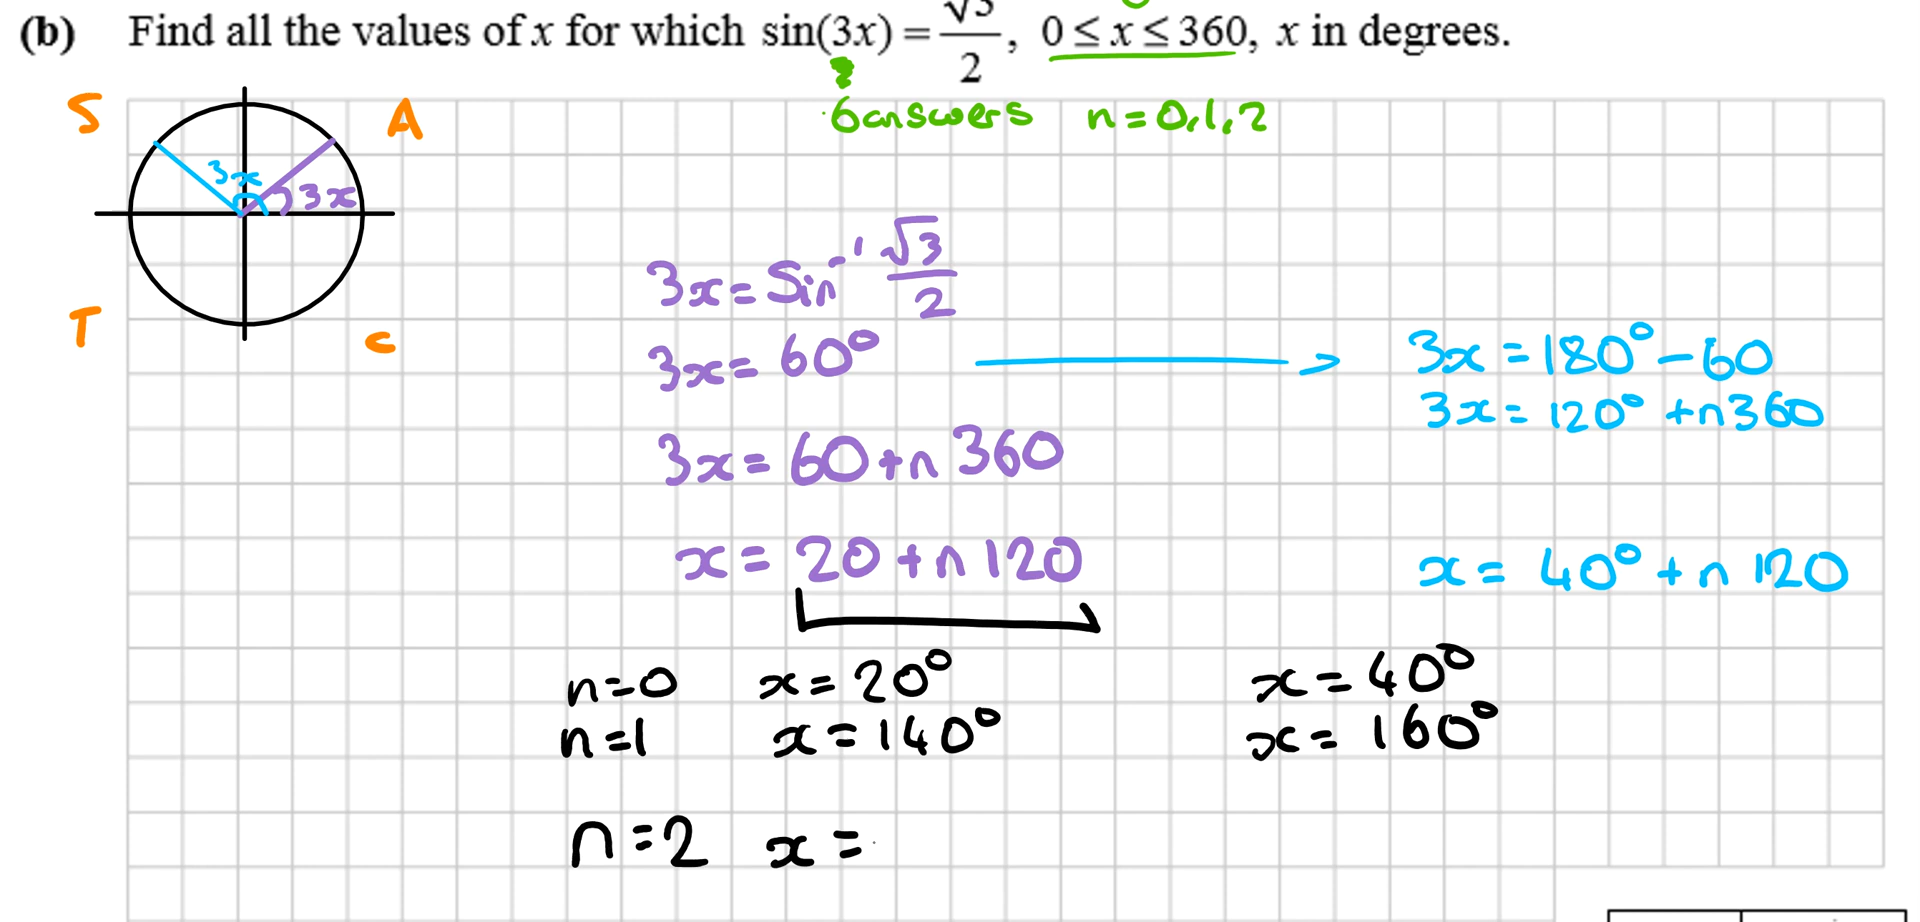 (b) Find all the values of x for which sin(3x) = √3/2, 0 ≤ x ≤ 360, x in degrees.
6 answers n = 0, 1, 2
S A
3x 3x
T C
3x = Sin⁻¹ √3/2
3x = 60° → 3x = 180° − 60
3x = 120° + n360
3x = 60 + n 360
x = 20 + n 120 x = 40° + n 120
n = 0 x = 20° x = 40°
n = 1 x = 140° x = 160°
n = 2 x =